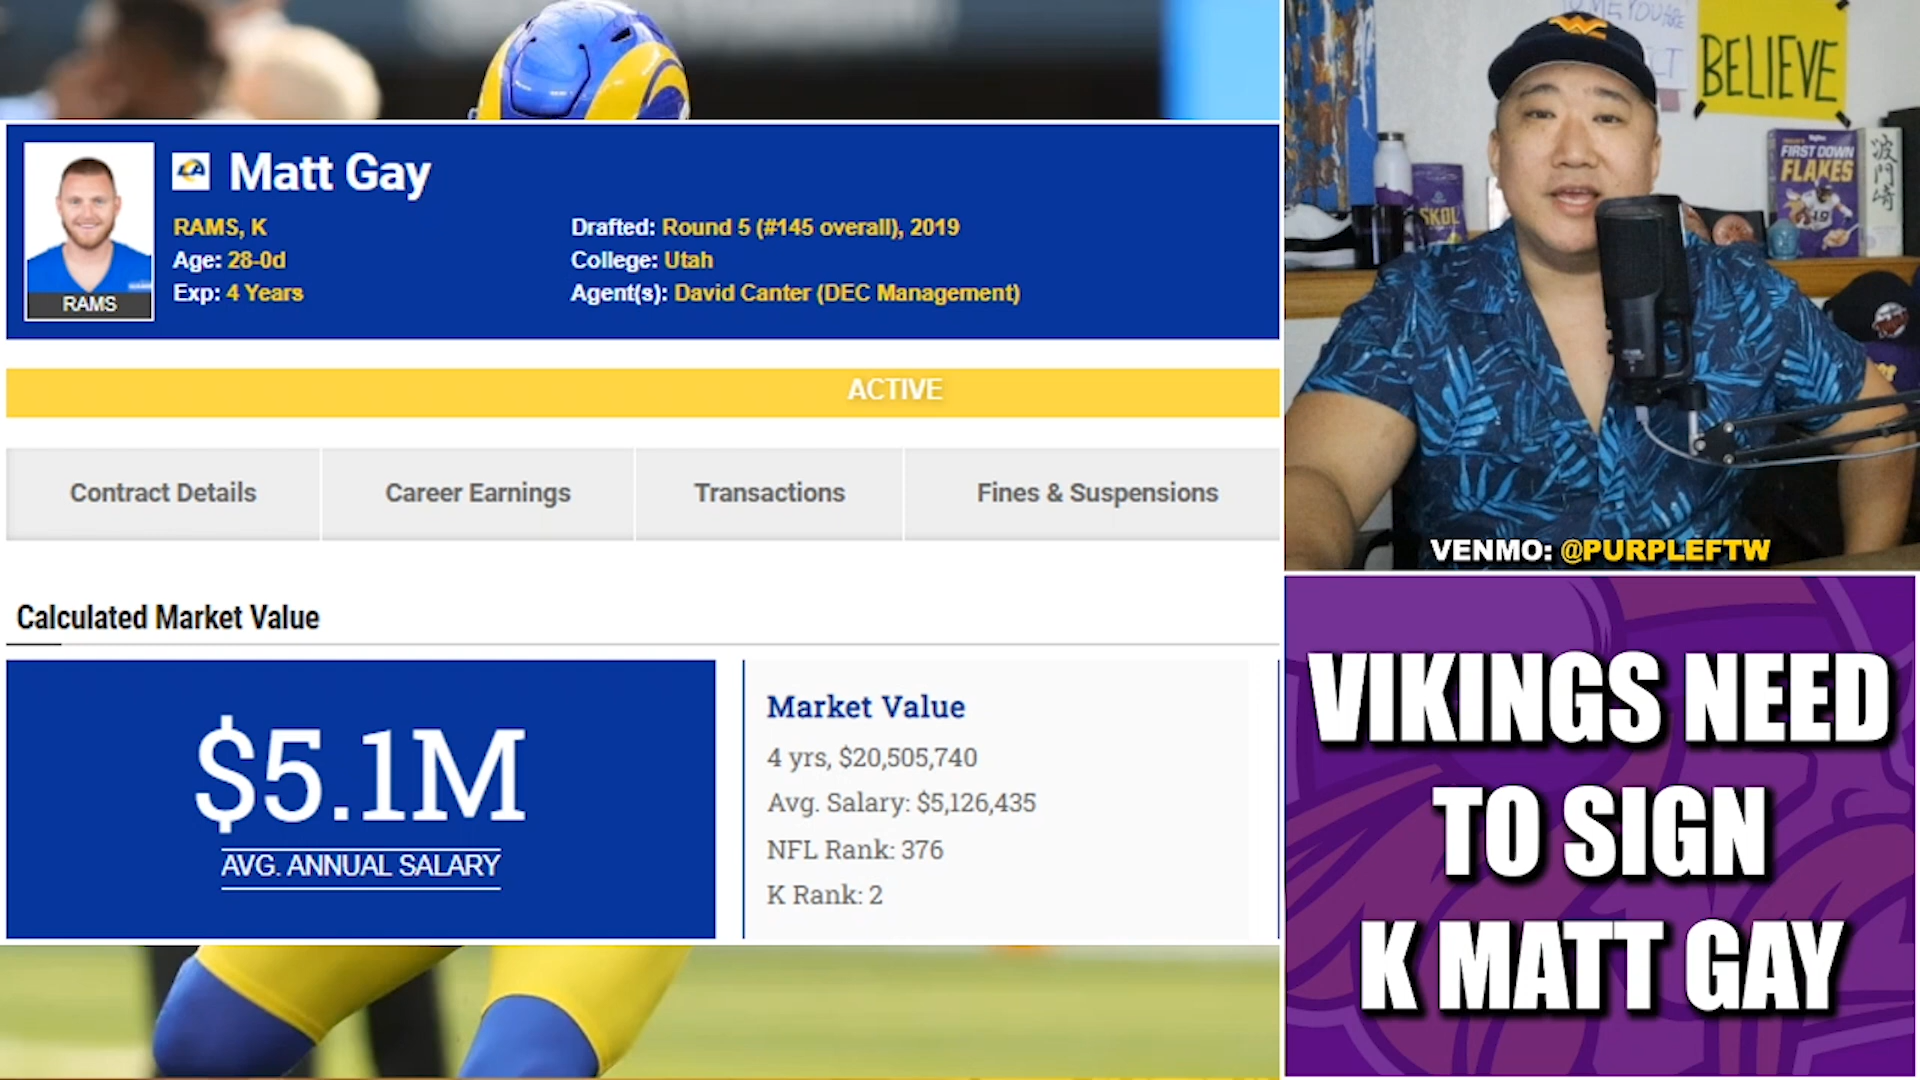 Matt Gay
RAMS, K
Age: 28-0d
Exp: 4 Years
RAMS
Drafted: Round 5 (#145 overall), 2019
College: Utah
Agent(s): David Canter (DEC Management)
ACTIVE
Contract Details
Career Earnings
Transactions
Fines & Suspensions
Calculated Market Value
$5.1M
AVG. ANNUAL SALARY
Market Value
4 yrs, $20,505,740
Avg. Salary: $5,126,435
NFL Rank: 376
K Rank: 2
BELIEVE
FIRST DOWN
FLAKES
SKOL
波門崎
VENMO: @PURPLEFTW
VIKINGS NEED
TO SIGN
K MATT GAY